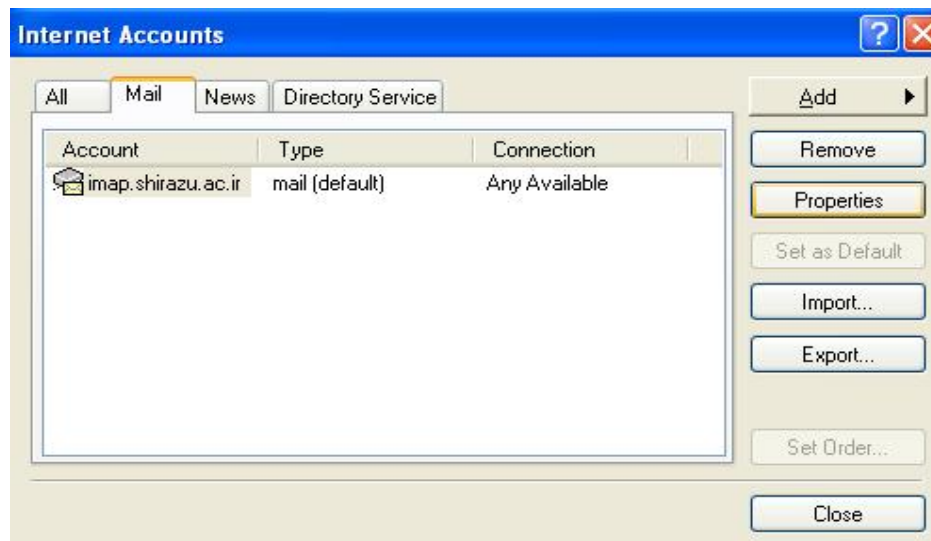 Internet Accounts
All Mail News Directory Service
Add
Account Type Connection
Remove
imap.shirazu.ac.ir mail (default) Any Available
Properties
Set as Default
Import...
Export...
Set Order...
Close